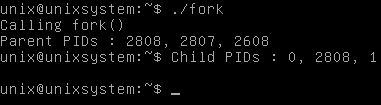 unix@unixsystem:~$ ./fork
Calling fork()
Parent PIDs : 2808, 2807, 2608
unix@unixsystem:~$ Child PIDs : 0, 2808, 1

unix@unixsystem:~$ _